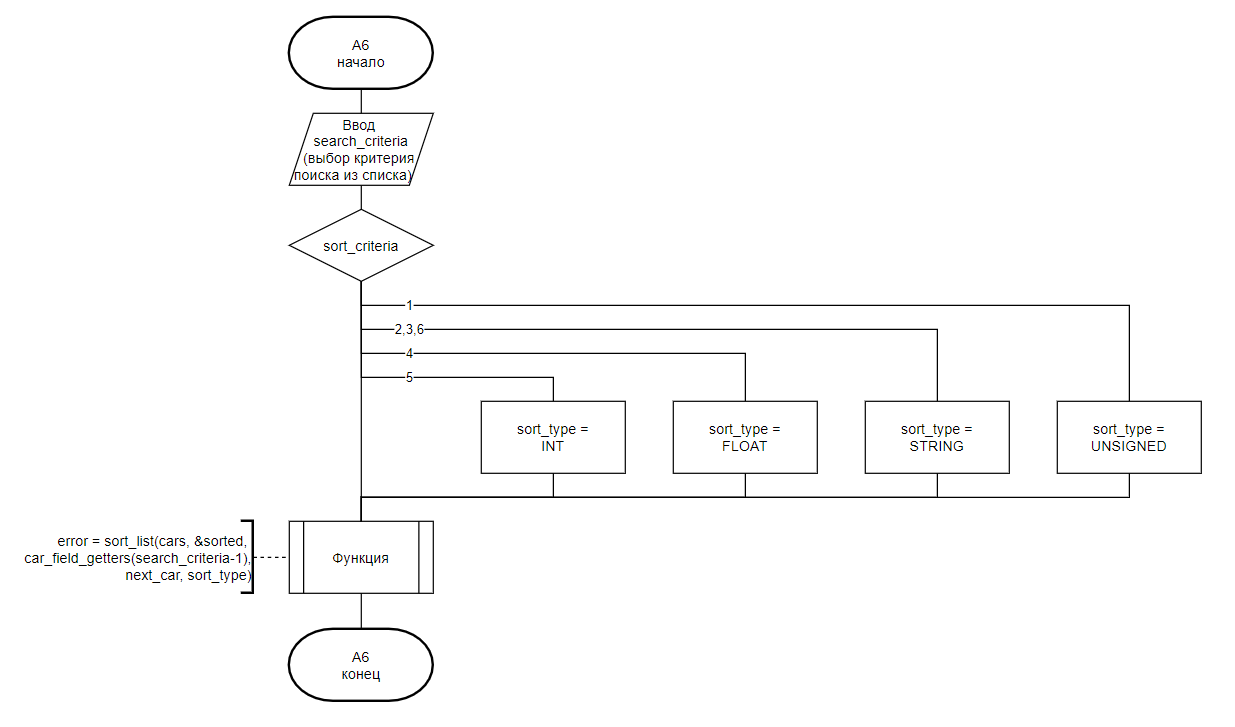 А6
начало
Ввод
search_criteria
(выбор критерия
поиска из списка)
sort_criteria
1
2,3,6
4
5
sort_type =
INT
sort_type =
FLOAT
sort_type =
STRING
sort_type =
UNSIGNED
error = sort_list(cars, &sorted,
car_field_getters(search_criteria-1),
next_car, sort_type)
Функция
А6
конец